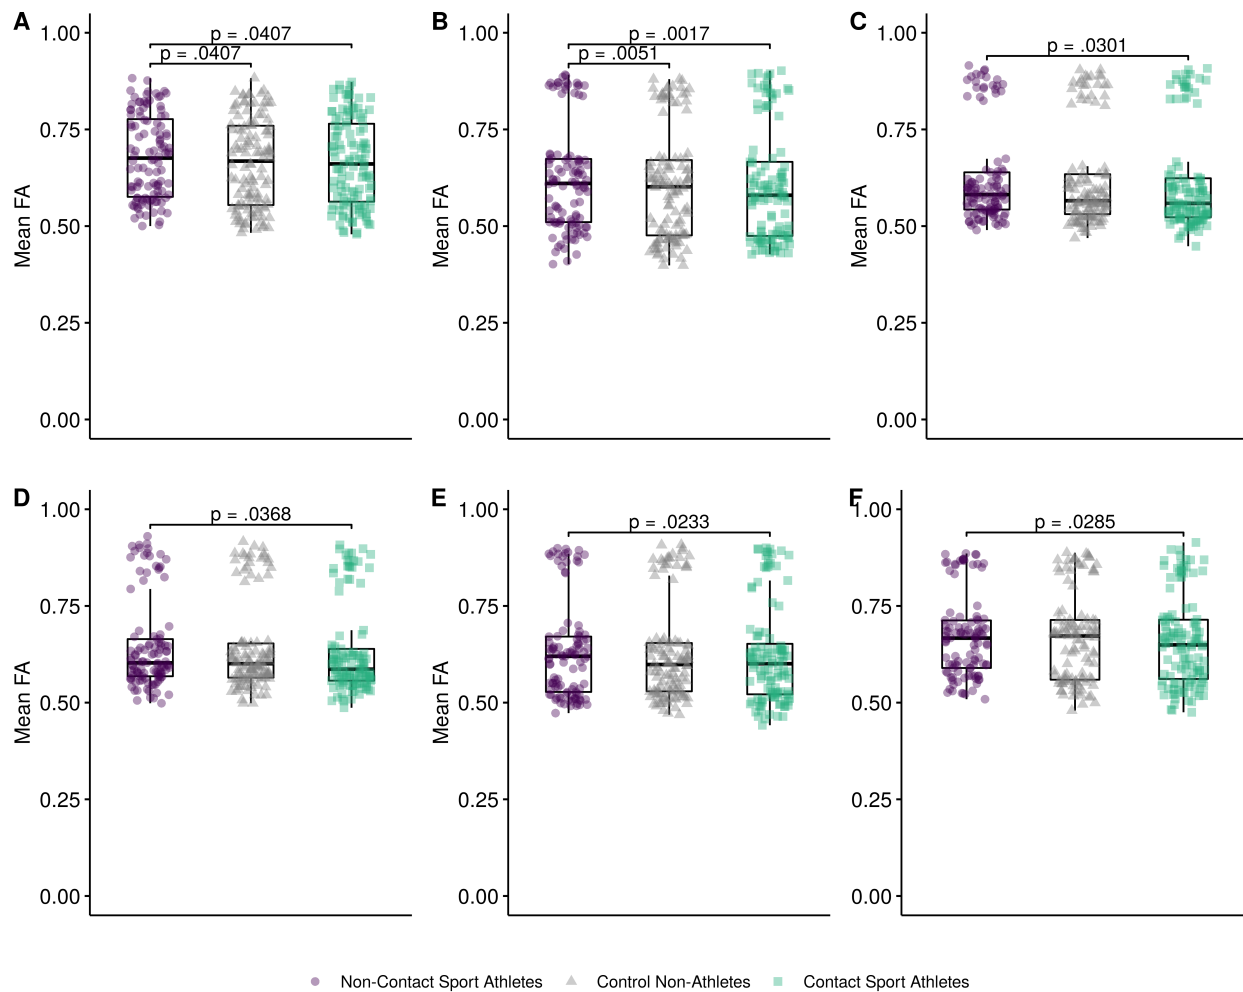 A
1.00
0.75
0.50
0.25
0.00
Mean FA
p = .0407
p = .0407
B
1.00
0.75
0.50
0.25
0.00
Mean FA
p = .0017
p = .0051
C
1.00
0.75
0.50
0.25
0.00
Mean FA
p = .0301
D
1.00
0.75
0.50
0.25
0.00
Mean FA
p = .0368
E
1.00
0.75
0.50
0.25
0.00
Mean FA
p = .0233
F
1.00
0.75
0.50
0.25
0.00
p = .0285
Non-Contact Sport Athletes Control Non-Athletes Contact Sport Athletes